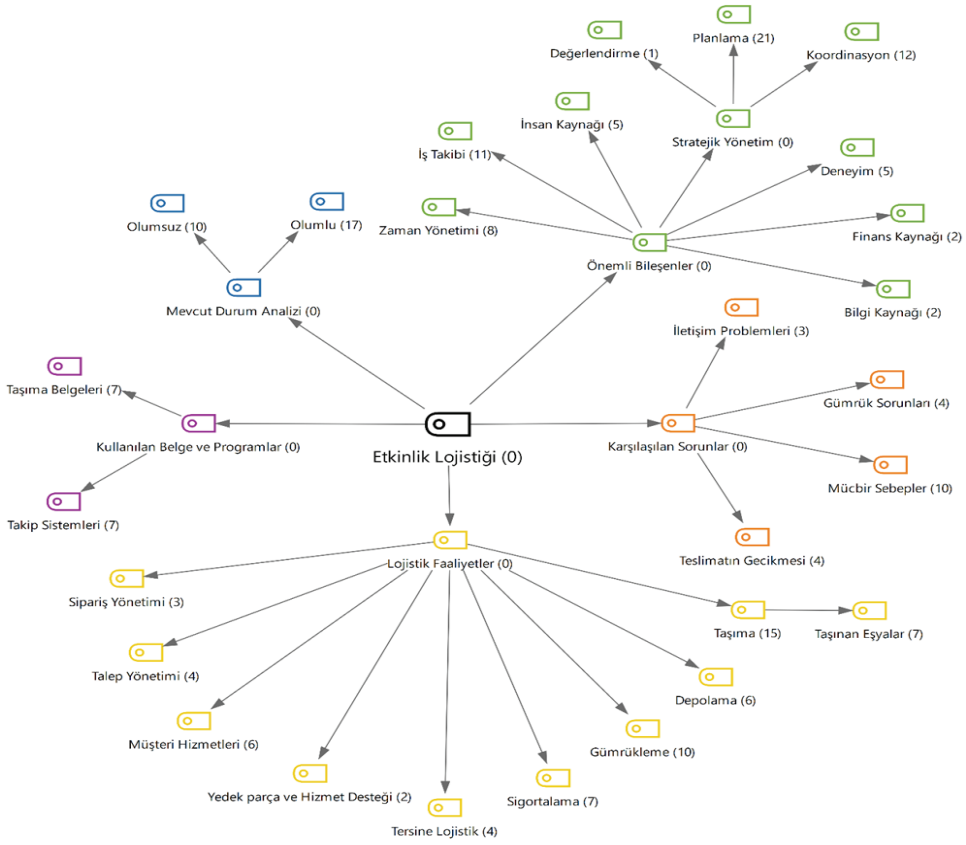 Planlama (21)
Değerlendirme (1)
Koordinasyon (12)
İnsan Kaynağı (5)
Stratejik Yönetim (0)
İş Takibi (11)
Deneyim (5)
Olumsuz (10)
Olumlu (17)
Zaman Yönetimi (8)
Finans Kaynağı (2)
Önemli Bileşenler (0)
Mevcut Durum Analizi (0)
Bilgi Kaynağı (2)
İletişim Problemleri (3)
Taşıma Belgeleri (7)
Gümrük Sorunları (4)
Kullanılan Belge ve Programlar (0)
Etkinlik Lojistiği (0)
Karşılaşılan Sorunlar (0)
Mücbir Sebepler (10)
Takip Sistemleri (7)
Teslimatın Gecikmesi (4)
Lojistik Faaliyetler (0)
Sipariş Yönetimi (3)
Taşıma (15)
Taşınan Eşyalar (7)
Talep Yönetimi (4)
Depolama (6)
Müşteri Hizmetleri (6)
Gümrükleme (10)
Yedek parça ve Hizmet Desteği (2)
Sigortalama (7)
Tersine Lojistik (4)